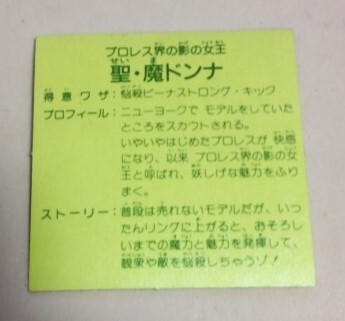 プロレス界の影の女王
聖・魔ドンナ
得意ワザ：悩殺ビーナストロング・キック
プロフィール：ニューヨークで モデルをしていた
ところをスカウトされる。
いやいやはじめたプロレスが 快感
になり、以来 プロレス界の影の女
王と呼ばれ、妖しげな魅力をふり
まく。
ストーリー：普段は売れないモデルだが、いっ
たんリングに上がると、おそろし
いまでの魔力と魅力を発揮して、
観衆や敵を悩殺しちゃうゾ！